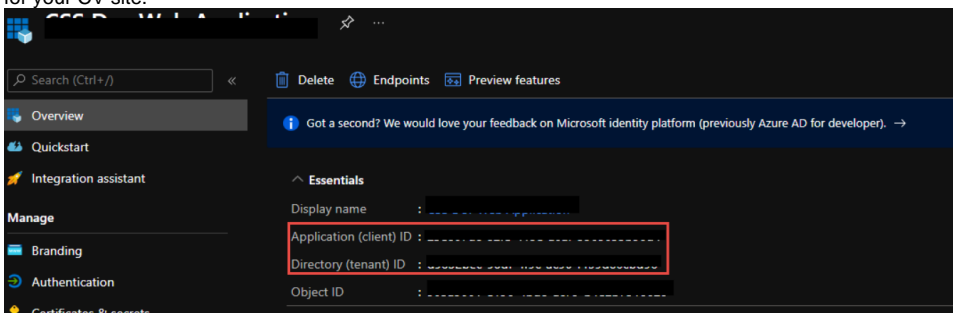 for your CV site.
Search (Ctrl+/)
«
Delete Endpoints Preview features
Overview
Got a second? We would love your feedback on Microsoft identity platform (previously Azure AD for developer). →
Quickstart
Integration assistant
Essentials
Display name :
Manage
Application (client) ID :
Branding
Directory (tenant) ID :
Authentication
Object ID :
Certificates & secrets